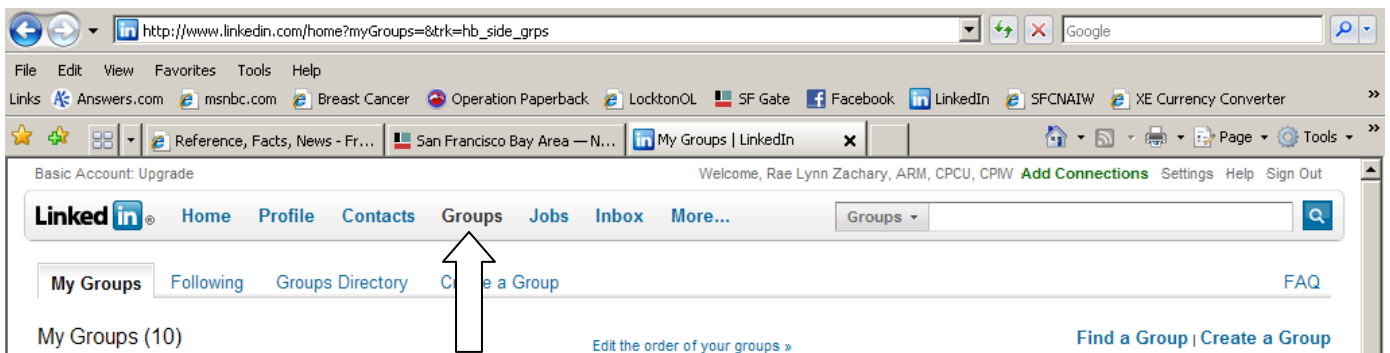 http://www.linkedin.com/home?myGroups=&trk=hb_side_grps Google
File Edit View Favorites Tools Help
Links Answers.com msnbc.com Breast Cancer Operation Paperback LocktonOL SF Gate Facebook LinkedIn SFCNAIW XE Currency Converter »
Reference, Facts, News - Fr... San Francisco Bay Area — N... My Groups | LinkedIn Page Tools »
Basic Account: Upgrade Welcome, Rae Lynn Zachary, ARM, CPCU, CPIW Add Connections Settings Help Sign Out
Linked in ® Home Profile Contacts Groups Jobs Inbox More... Groups
My Groups Following Groups Directory a Group FAQ
My Groups (10) Edit the order of your groups » Find a Group | Create a Group